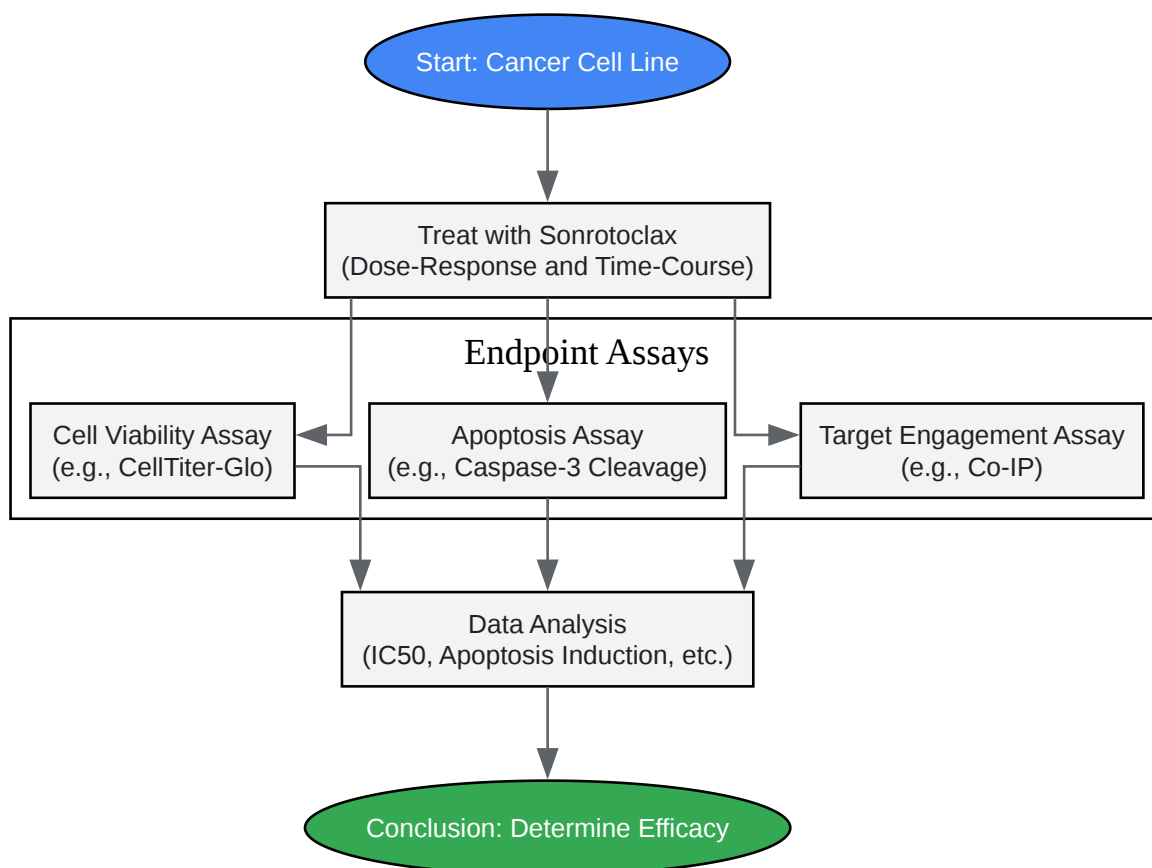 Start: Cancer Cell Line
Treat with Sonrotoclax
(Dose-Response and Time-Course)
Endpoint Assays
Cell Viability Assay
(e.g., CellTiter-Glo)
Apoptosis Assay
(e.g., Caspase-3 Cleavage)
Target Engagement Assay
(e.g., Co-IP)
Data Analysis
(IC50, Apoptosis Induction, etc.)
Conclusion: Determine Efficacy